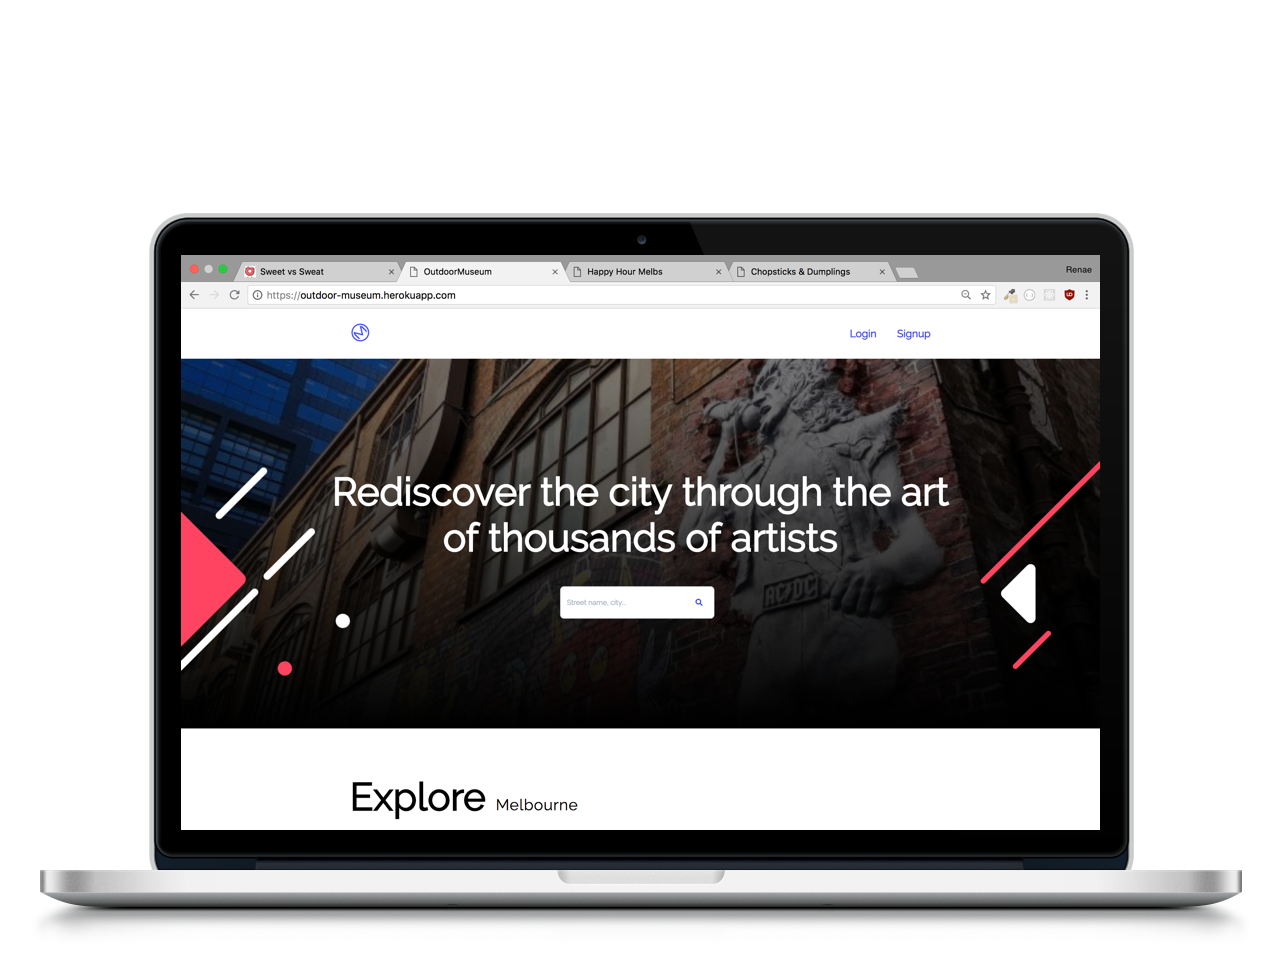 Sweet vs Sweat
OutdoorMuseum
Happy Hour Melbs
Chopsticks & Dumplings
Renae
https://outdoor-museum.herokuapp.com
Login
Signup
Rediscover the city through the art
of thousands of artists
Street name, city...
AC/DC
Explore Melbourne